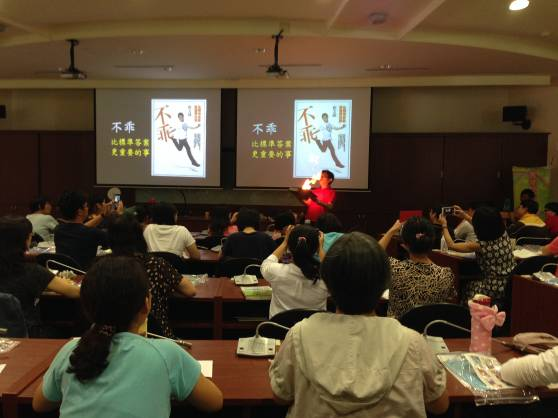 不乖
比標準答案
更重要的事
不乖
不乖
比標準答案
更重要的事
不乖